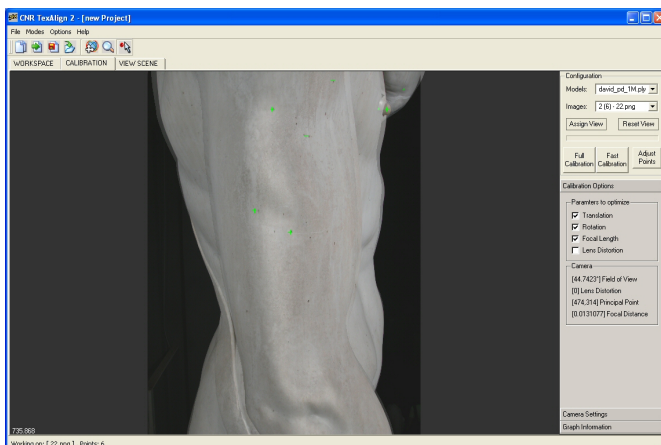 CNR TexAlign 2 - [new Project]
File Modes Options Help
WORKSPACE CALIBRATION VIEW SCENE
Configuration
Models: david_pd_1M.ply
Images: 2 (6) - 22.png
Assign View Reset View
Full Calibration Fast Calibration Adjust Points
Calibration Options
Paramters to optimize
Translation
Rotation
Focal Length
Lens Distortion
Camera
[44.7423°] Field of View
[0] Lens Distortion
[474,314] Principal Point
[0.0131077] Focal Distance
Camera Settings
Graph Information
735.868
Working on: [ 22.png ] Points: 6